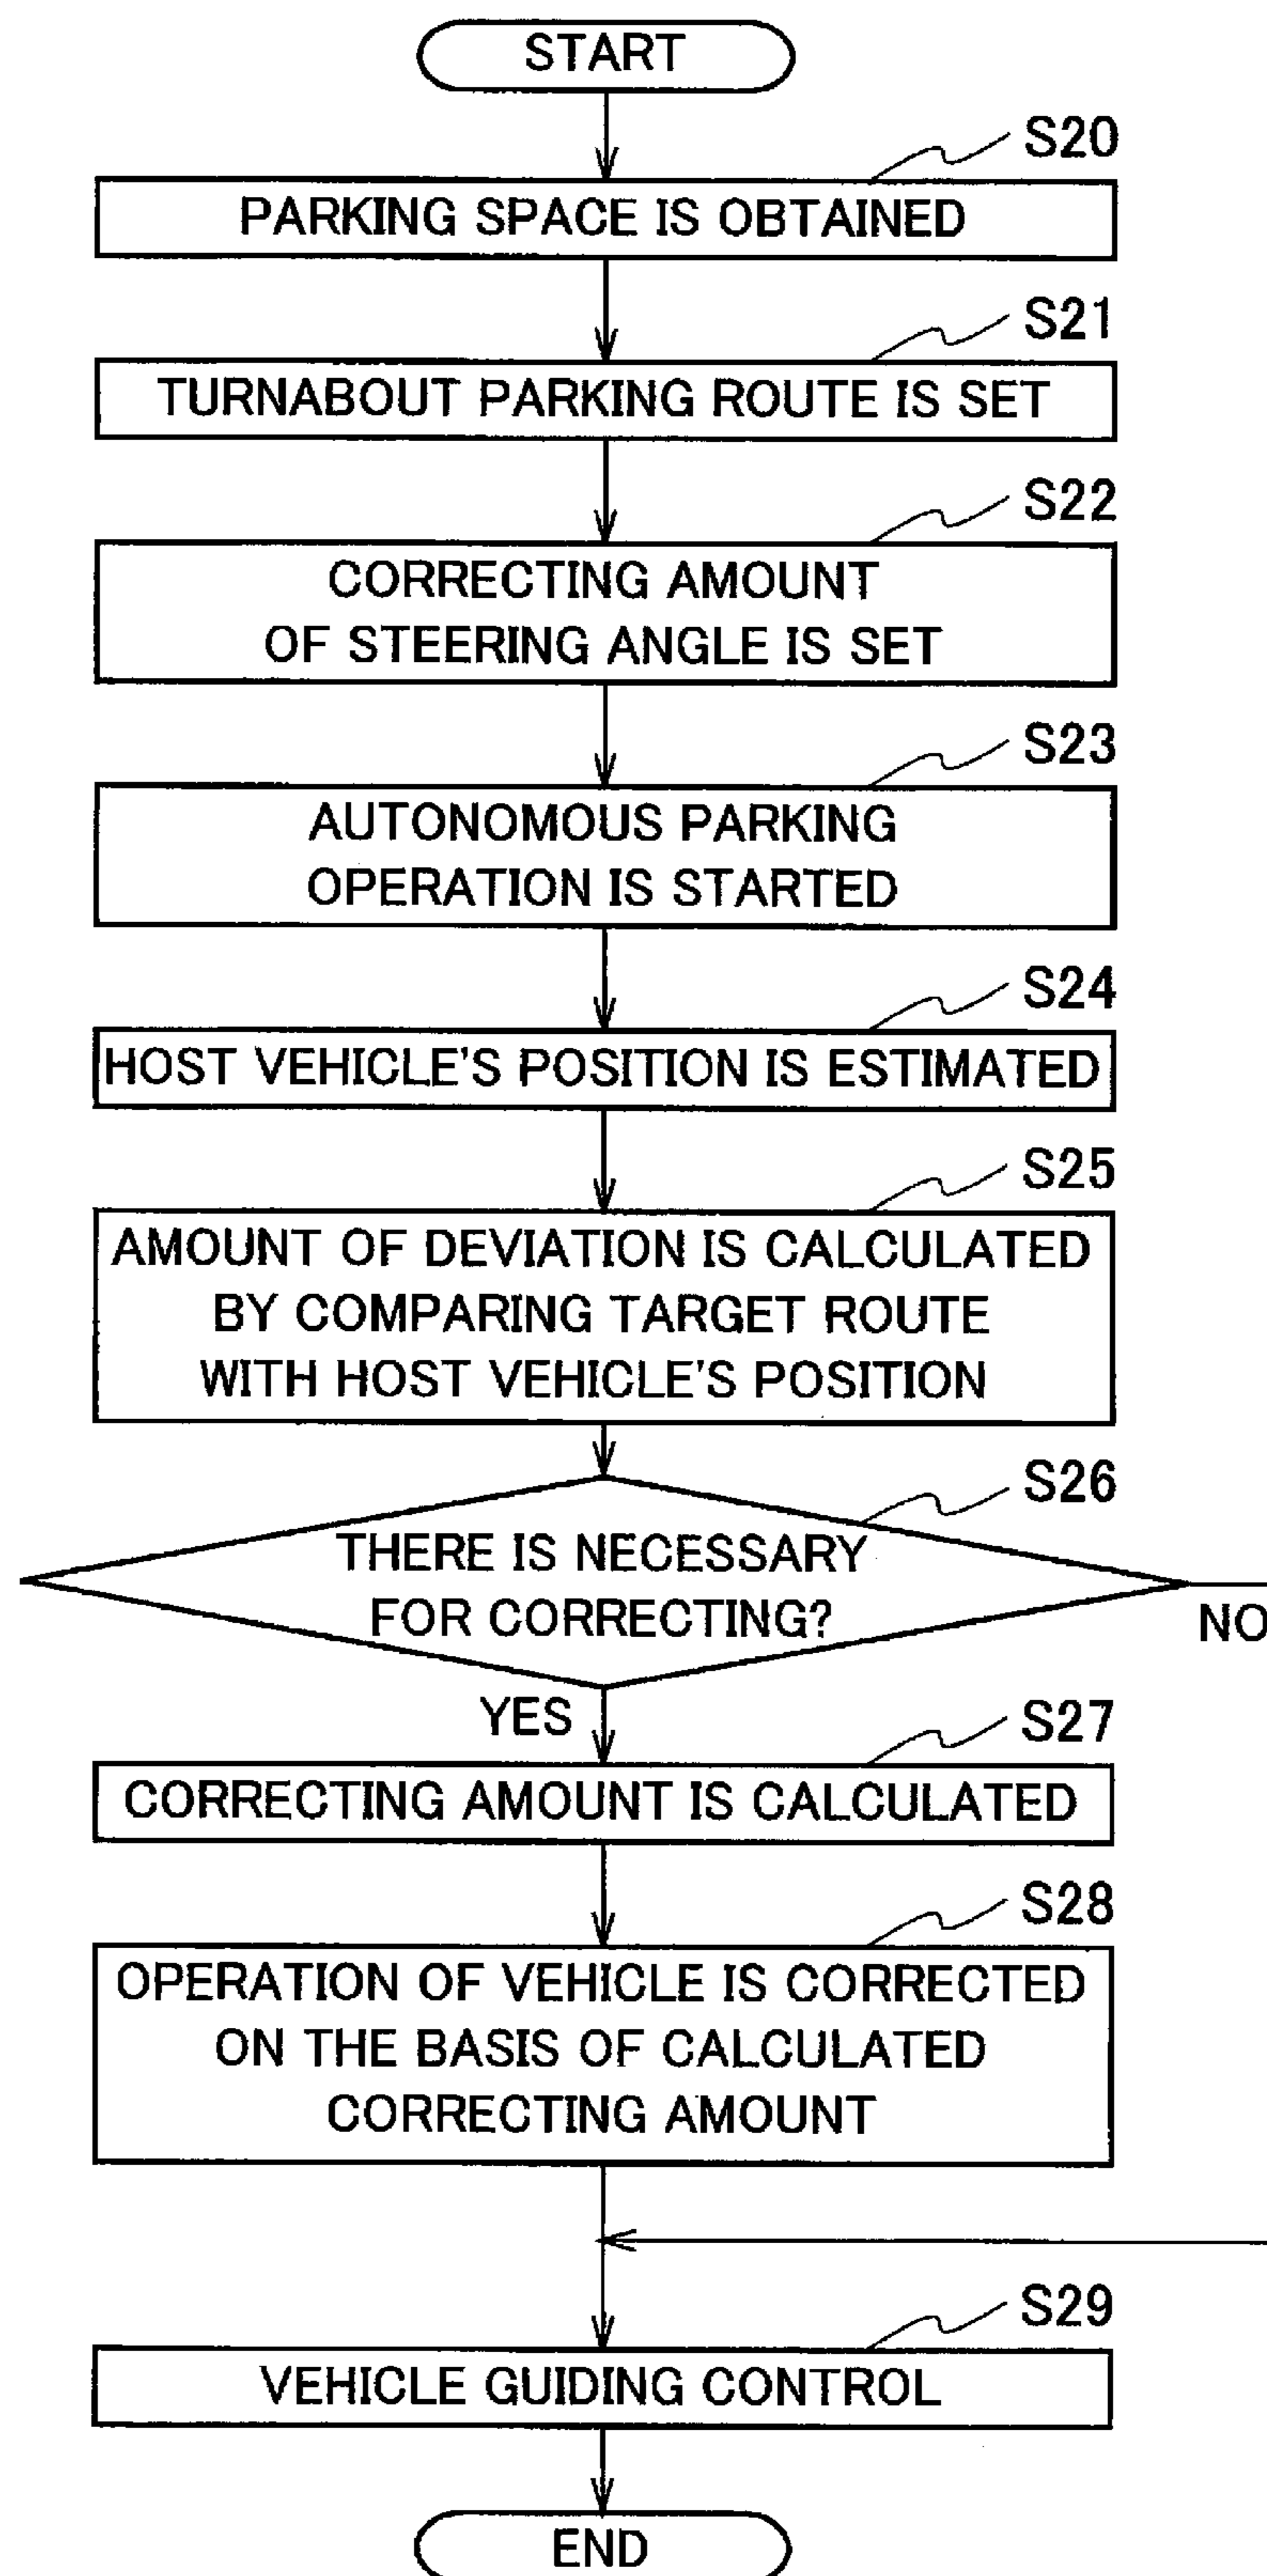 START
S20
PARKING SPACE IS OBTAINED
S21
TURNABOUT PARKING ROUTE IS SET
S22
CORRECTING AMOUNT
OF STEERING ANGLE IS SET
S23
AUTONOMOUS PARKING
OPERATION IS STARTED
S24
HOST VEHICLE'S POSITION IS ESTIMATED
S25
AMOUNT OF DEVIATION IS CALCULATED
BY COMPARING TARGET ROUTE
WITH HOST VEHICLE'S POSITION
S26
THERE IS NECESSARY
FOR CORRECTING?
NO
YES
S27
CORRECTING AMOUNT IS CALCULATED
S28
OPERATION OF VEHICLE IS CORRECTED
ON THE BASIS OF CALCULATED
CORRECTING AMOUNT
S29
VEHICLE GUIDING CONTROL
END